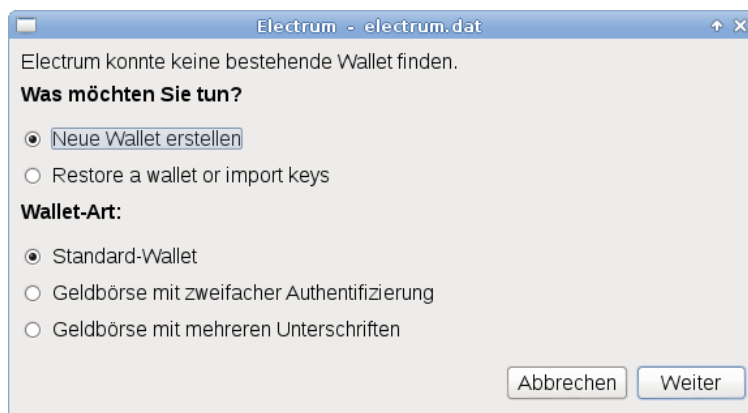 Electrum - electrum.dat
Electrum konnte keine bestehende Wallet finden.
Was möchten Sie tun?
Neue Wallet erstellen
Restore a wallet or import keys
Wallet-Art:
Standard-Wallet
Geldbörse mit zweifacher Authentifizierung
Geldbörse mit mehreren Unterschriften
Abbrechen Weiter